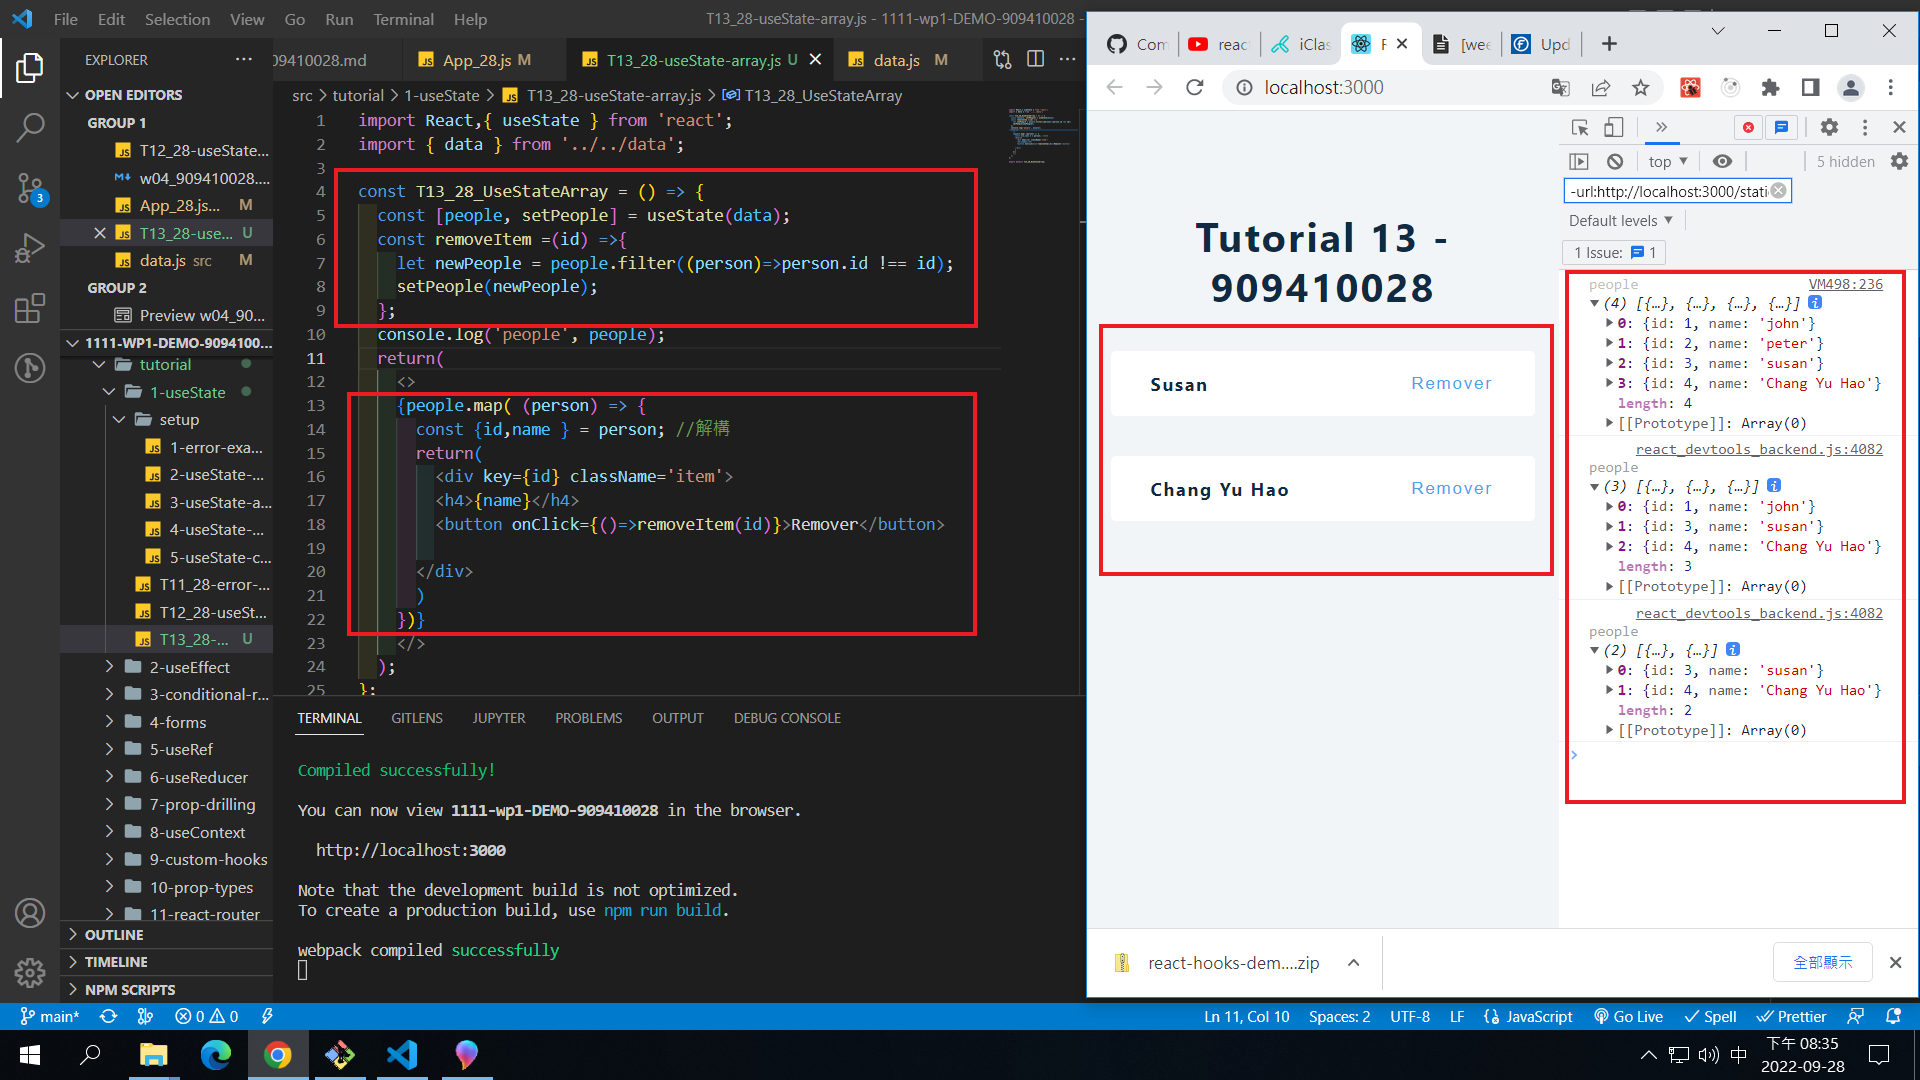 File Edit Selection View Go Run Terminal Help
T13_28-useState-array.js - 1111-wp1-DEMO-909410028 -
EXPLORER
OPEN EDITORS
GROUP 1
T12_28-useState...
w04_909410028....
App_28.js... M
T13_28-use... U
data.js src M
GROUP 2
Preview w04_90...
1111-WP1-DEMO-9094100...
tutorial
1-useState
setup
1-error-exa...
2-useState-...
3-useState-a...
4-useState-...
5-useState-c...
T11_28-error-...
T12_28-useSt...
T13_28-... U
2-useEffect
3-conditional-r...
4-forms
5-useRef
6-useReducer
7-prop-drilling
8-useContext
9-custom-hooks
10-prop-types
11-react-router
OUTLINE
TIMELINE
NPM SCRIPTS
09410028.md
App_28.js M
T13_28-useState-array.js U
data.js M
src > tutorial > 1-useState > T13_28-useState-array.js > T13_28_UseStateArray
1 import React,{ useState } from 'react';
2 import { data } from '../../data';
3
4 const T13_28_UseStateArray = () => {
5 const [people, setPeople] = useState(data);
6 const removeItem =(id) =>{
7 let newPeople = people.filter((person)=>person.id !== id);
8 setPeople(newPeople);
9 };
10 console.log('people', people);
11 return(
12 <>
13 {people.map( (person) => {
14 const {id,name } = person; //解構
15 return(
16 <div key={id} className='item'>
17 <h4>{name}</h4>
18 <button onClick={()=>removeItem(id)}>Remover</button>
19
20 </div>
21 )
22 })}
23 </>
24 );
25 };
TERMINAL GITLENS JUPYTER PROBLEMS OUTPUT DEBUG CONSOLE
Compiled successfully!
You can now view 1111-wp1-DEMO-909410028 in the browser.
http://localhost:3000
Note that the development build is not optimized.
To create a production build, use npm run build.
webpack compiled successfully
Com
reac
iClas
F
[wee
Upd
localhost:3000
Tutorial 13 -
909410028
Susan Remover
Chang Yu Hao Remover
top
5 hidden
-url:http://localhost:3000/stati
Default levels
1 Issue: 1
people VM498:236
(4) [{…}, {…}, {…}, {…}]
0: {id: 1, name: 'john'}
1: {id: 2, name: 'peter'}
2: {id: 3, name: 'susan'}
3: {id: 4, name: 'Chang Yu Hao'}
length: 4
[[Prototype]]: Array(0)
react_devtools_backend.js:4082
people
(3) [{…}, {…}, {…}]
0: {id: 1, name: 'john'}
1: {id: 3, name: 'susan'}
2: {id: 4, name: 'Chang Yu Hao'}
length: 3
[[Prototype]]: Array(0)
react_devtools_backend.js:4082
people
(2) [{…}, {…}]
0: {id: 3, name: 'susan'}
1: {id: 4, name: 'Chang Yu Hao'}
length: 2
[[Prototype]]: Array(0)
react-hooks-dem....zip
全部顯示
main* 0 0
Ln 11, Col 10 Spaces: 2 UTF-8 LF JavaScript Go Live Spell Prettier
3
中
下午 08:35
2022-09-28